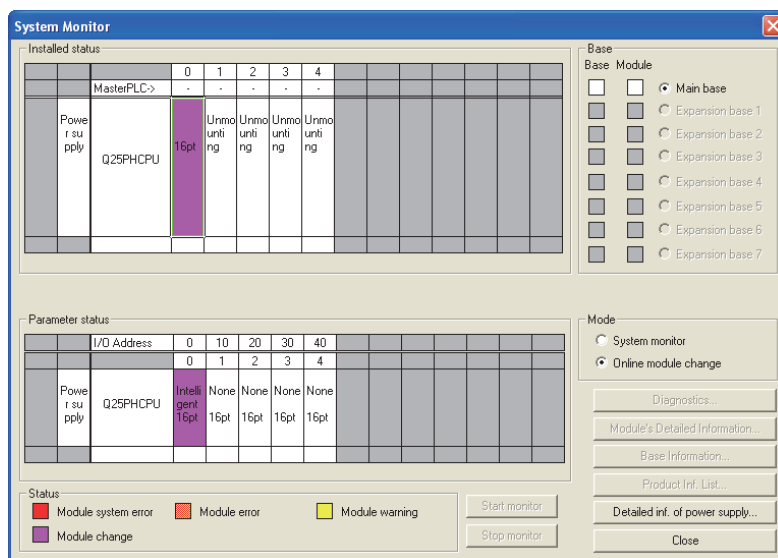 System Monitor
Installed status
0 1 2 3 4
MasterPLC-> - - - - -
Powe
r su
pply
Q25PHCPU
16pt
Unmo
unti
ng
Unmo
unti
ng
Unmo
unti
ng
Unmo
unti
ng
Base
Base Module
Main base
Expansion base 1
Expansion base 2
Expansion base 3
Expansion base 4
Expansion base 5
Expansion base 6
Expansion base 7
Parameter status
I/O Address 0 10 20 30 40
0 1 2 3 4
Powe
r su
pply
Q25PHCPU
Intelli
gent
16pt
None
16pt
None
16pt
None
16pt
None
16pt
Mode
System monitor
Online module change
Diagnostics...
Module's Detailed Information...
Base Information...
Product Inf. List...
Detailed inf. of power supply...
Close
Status
Module system error
Module error
Module warning
Module change
Start monitor
Stop monitor